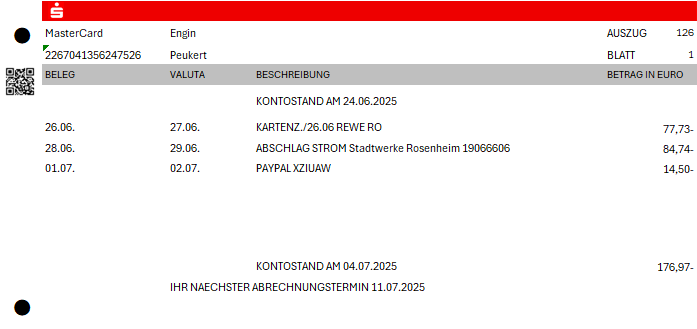 MasterCard Engin AUSZUG 126
2267041356247526 Peukert BLATT 1
BELEG VALUTA BESCHREIBUNG BETRAG IN EURO
KONTOSTAND AM 24.06.2025
26.06. 27.06. KARTENZ./26.06 REWE RO 77,73-
28.06. 29.06. ABSCHLAG STROM Stadtwerke Rosenheim 19066606 84,74-
01.07. 02.07. PAYPAL XZIUAW 14,50-
KONTOSTAND AM 04.07.2025 176,97-
IHR NAECHSTER ABRECHNUNGSTERMIN 11.07.2025